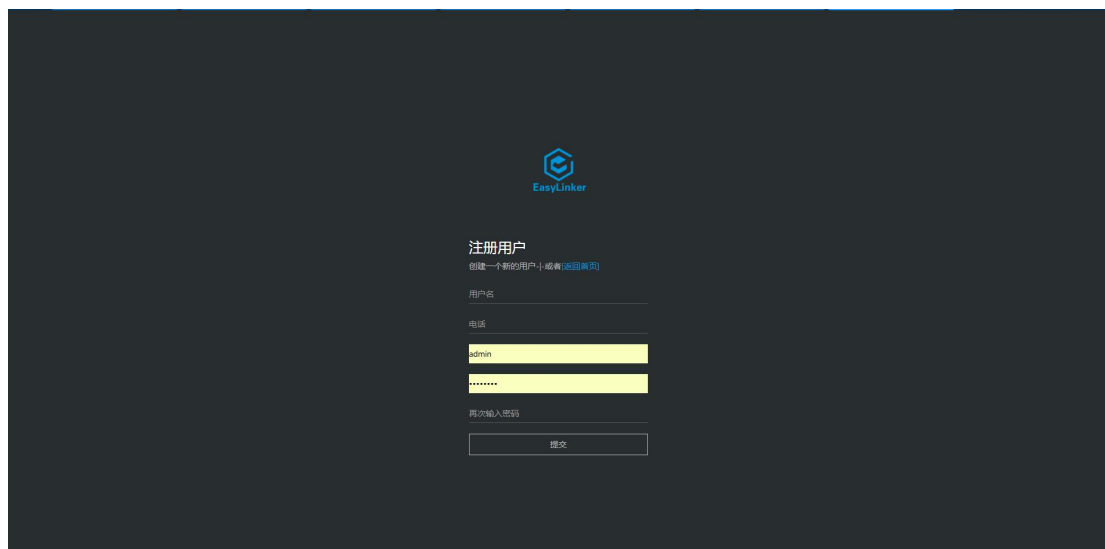 EasyLinker
注册用户
创建一个新的用户-|-或者[返回首页]
用户名
电话
admin
••••••••
再次输入密码
提交